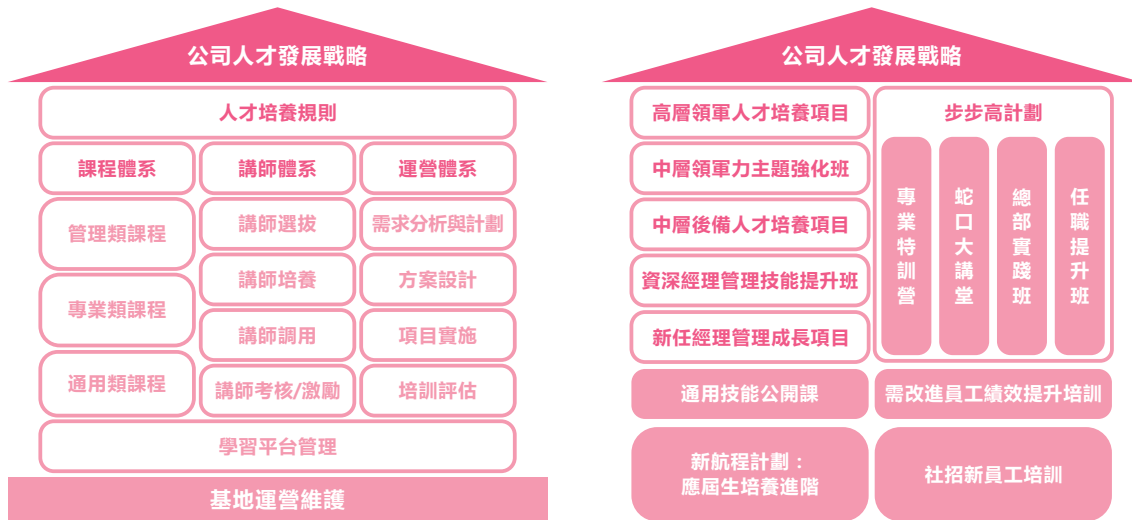 公司人才發展戰略
人才培養規則
課程體系
講師體系
運營體系
管理類課程
專業類課程
通用類課程
講師選拔
講師培養
講師調用
講師考核/激勵
需求分析與計劃
方案設計
項目實施
培訓評估
學習平台管理
基地運營維護
公司人才發展戰略
高層領軍人才培養項目
中層領軍力主題強化班
中層後備人才培養項目
資深經理管理技能提升班
新任經理管理成長項目
步步高計劃
專業特訓營
蛇口大講堂
總部實踐班
任職提升班
通用技能公開課
需改進員工績效提升培訓
新航程計劃：
應屆生培養進階
社招新員工培訓